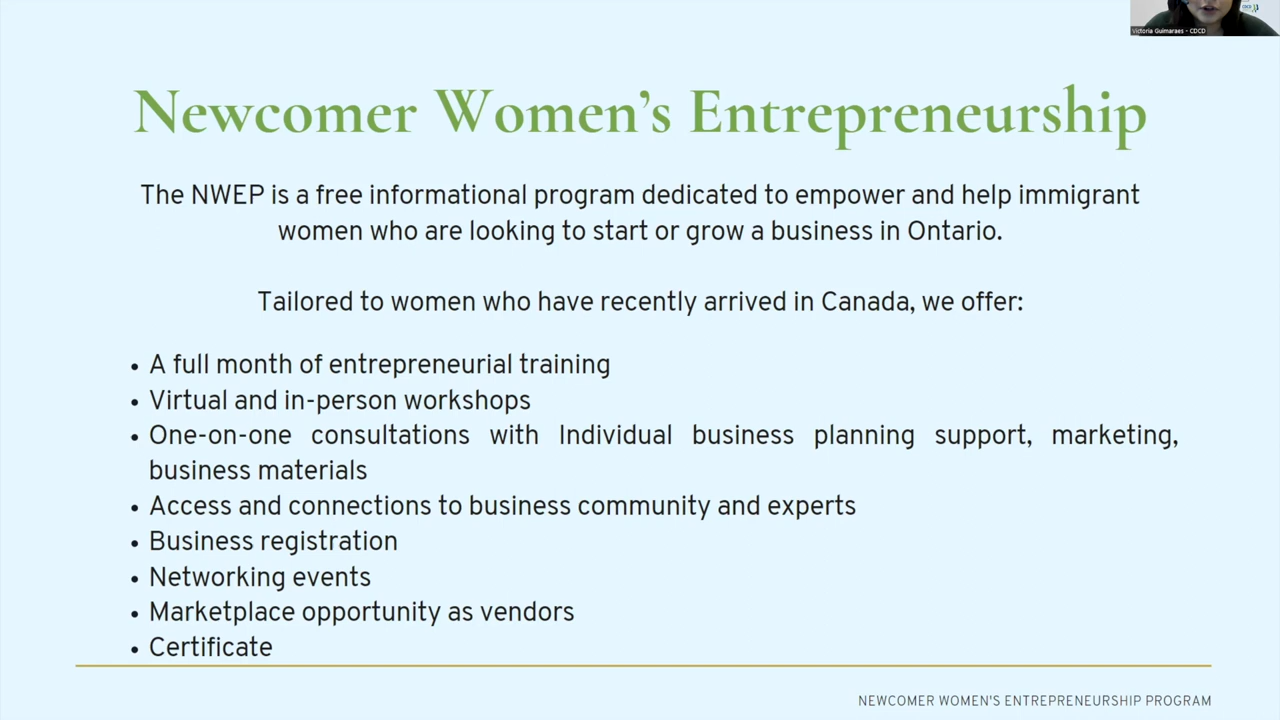 Victoria Guimaraes - CDCD
Newcomer Women's Entrepreneurship
The NWEP is a free informational program dedicated to empower and help immigrant
women who are looking to start or grow a business in Ontario.
Tailored to women who have recently arrived in Canada, we offer:
• A full month of entrepreneurial training
• Virtual and in-person workshops
• One-on-one consultations with Individual business planning support, marketing,
business materials
• Access and connections to business community and experts
• Business registration
• Networking events
• Marketplace opportunity as vendors
• Certificate
NEWCOMER WOMEN'S ENTREPRENEURSHIP PROGRAM